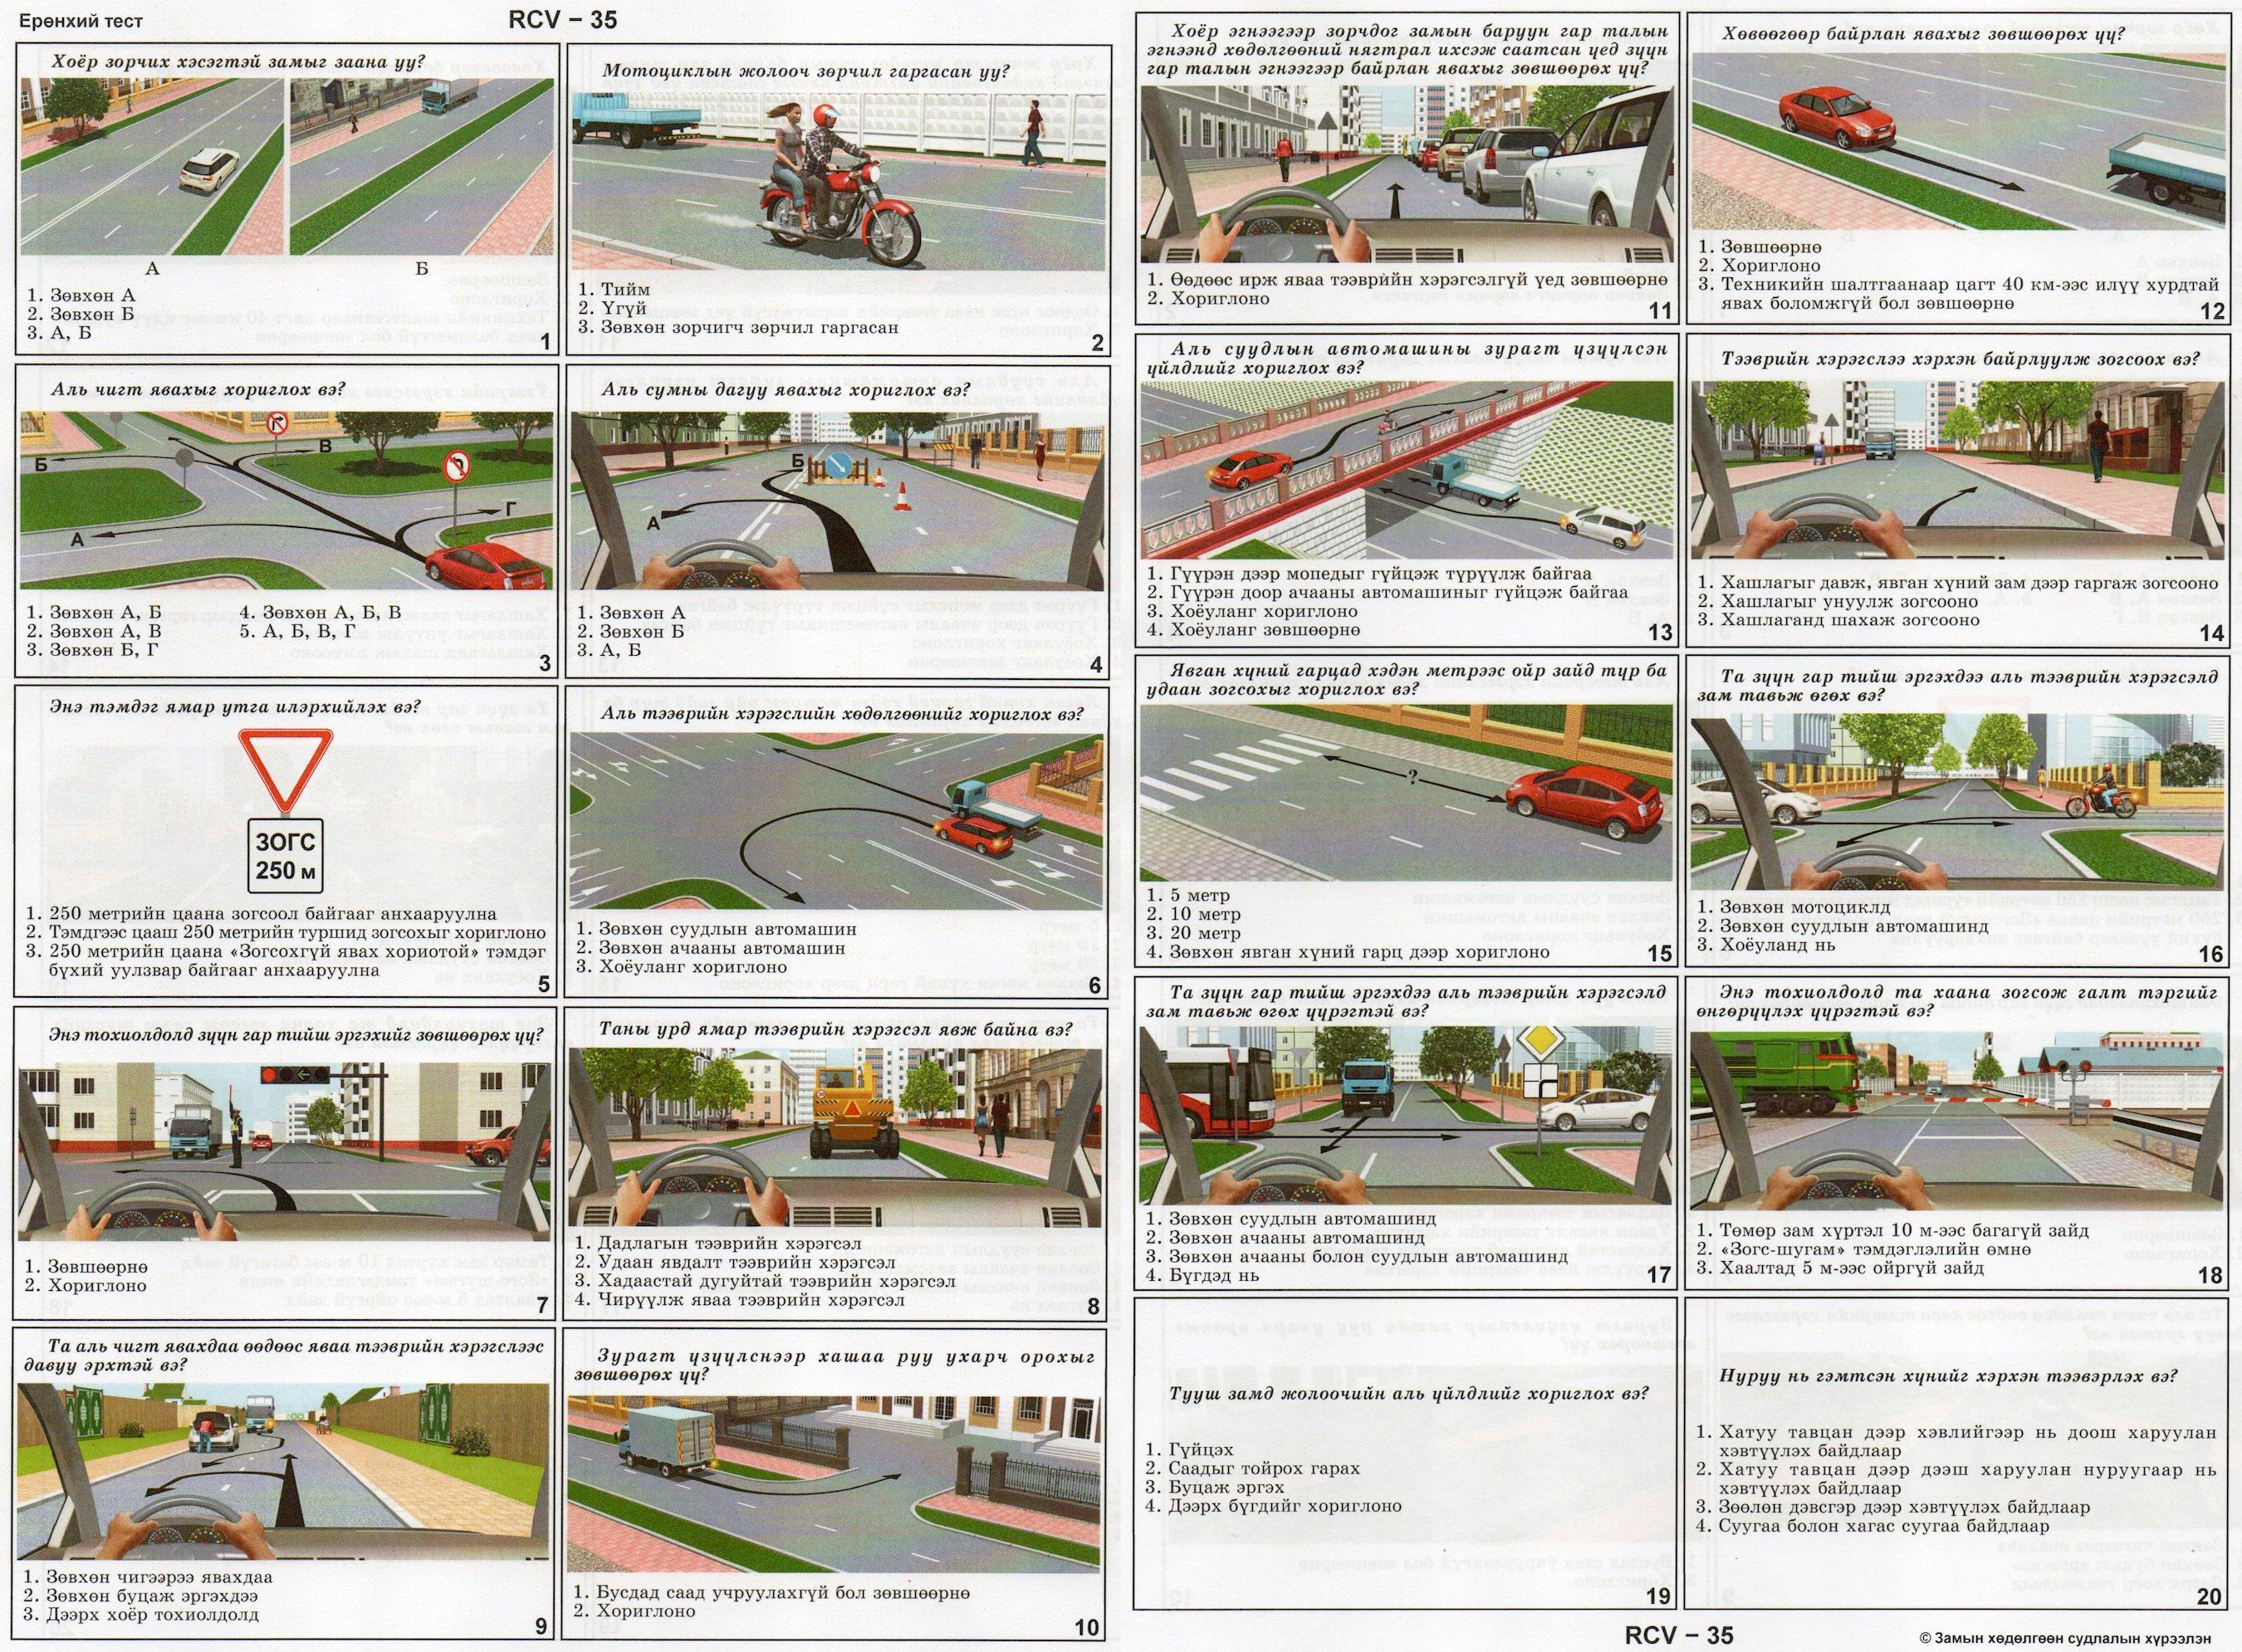 Ерөнхий тест
RCV – 35
Хоёр зорчих хэсэгтэй замыг заана уу?
А
Б
1. Зөвхөн А
2. Зөвхөн Б
3. А, Б
1
Мотоциклын жолооч зөрчил гаргасан уу?
1. Тийм
2. Үгүй
3. Зөвхөн зорчигч зөрчил гаргасан
2
Аль чигт явахыг хориглох вэ?
Б
В
Г
А
1. Зөвхөн А, Б
2. Зөвхөн А, В
3. Зөвхөн Б, Г
4. Зөвхөн А, Б, В
5. А, Б, В, Г
3
Аль сумны дагуу явахыг хориглох вэ?
Б
А
1. Зөвхөн А
2. Зөвхөн Б
3. А, Б
4
Энэ тэмдэг ямар утга илэрхийлэх вэ?
ЗОГС
250 м
1. 250 метрийн цаана зогсоол байгааг анхааруулна
2. Тэмдгээс цааш 250 метрийн туршид зогсохыг хориглоно
3. 250 метрийн цаана «Зогсохгүй явах хориотой» тэмдэг
бүхий уулзвар байгааг анхааруулна
5
Аль тээврийн хэрэгслийн хөдөлгөөнийг хориглох вэ?
1. Зөвхөн суудлын автомашин
2. Зөвхөн ачааны автомашин
3. Хоёуланг хориглоно
6
Энэ тохиолдолд зүүн гар тийш эргэхийг зөвшөөрөх үү?
1. Зөвшөөрнө
2. Хориглоно
7
Таны урд ямар тээврийн хэрэгсэл явж байна вэ?
1. Дадлагын тээврийн хэрэгсэл
2. Удаан явдалт тээврийн хэрэгсэл
3. Хадаастай дугуйтай тээврийн хэрэгсэл
4. Чирүүлж яваа тээврийн хэрэгсэл
8
Та аль чигт явахдаа өөдөөс яваа тээврийн хэрэгслээс
давуу эрхтэй вэ?
1. Зөвхөн чигээрээ явахдаа
2. Зөвхөн буцаж эргэхдээ
3. Дээрх хоёр тохиолдолд
9
Зурагт үзүүлснээр хашаа руу ухарч орохыг
зөвшөөрөх үү?
1. Бусдад саад учруулахгүй бол зөвшөөрнө
2. Хориглоно
10
Хоёр эгнээгээр зорчдог замын баруун гар талын
эгнээнд хөдөлгөөний нягтрал ихсэж саатсан үед зүүн
гар талын эгнээгээр байрлан явахыг зөвшөөрөх үү?
1. Өөдөөс ирж яваа тээврийн хэрэгсэлгүй үед зөвшөөрнө
2. Хориглоно
11
Хөвөөгөөр байрлан явахыг зөвшөөрөх үү?
1. Зөвшөөрнө
2. Хориглоно
3. Техникийн шалтгаанаар цагт 40 км-ээс илүү хурдтай
явах боломжгүй бол зөвшөөрнө
12
Аль суудлын автомашины зурагт үзүүлсэн
үйлдлийг хориглох вэ?
1. Гүүрэн дээр мопедыг гүйцэж түрүүлж байгаа
2. Гүүрэн доор ачааны автомашиныг гүйцэж байгаа
3. Хоёуланг хориглоно
4. Хоёуланг зөвшөөрнө
13
Тээврийн хэрэгслээ хэрхэн байрлуулж зогсоох вэ?
1. Хашлагыг давж, явган хүний зам дээр гаргаж зогсооно
2. Хашлагыг унуулж зогсооно
3. Хашлаганд шахаж зогсооно
14
Явган хүний гарцад хэдэн метрээс ойр зайд түр ба
удаан зогсохыг хориглох вэ?
?
1. 5 метр
2. 10 метр
3. 20 метр
4. Зөвхөн явган хүний гарц дээр хориглоно
15
Та зүүн гар тийш эргэхдээ аль тээврийн хэрэгсэлд
зам тавьж өгөх вэ?
1. Зөвхөн мотоциклд
2. Зөвхөн суудлын автомашинд
3. Хоёуланд нь
16
Та зүүн гар тийш эргэхдээ аль тээврийн хэрэгсэлд
зам тавьж өгөх үүрэгтэй вэ?
1. Зөвхөн суудлын автомашинд
2. Зөвхөн ачааны автомашинд
3. Зөвхөн ачааны болон суудлын автомашинд
4. Бүгдэд нь
17
Энэ тохиолдолд та хаана зогсож галт тэргийг
өнгөрүүлэх үүрэгтэй вэ?
1. Төмөр зам хүртэл 10 м-ээс багагүй зайд
2. «Зогс-шугам» тэмдэглэлийн өмнө
3. Хаалтад 5 м-ээс ойргүй зайд
18
Тууш замд жолоочийн аль үйлдлийг хориглох вэ?
1. Гүйцэх
2. Саадыг тойрох гарах
3. Буцаж эргэх
4. Дээрх бүгдийг хориглоно
19
Нуруу нь гэмтсэн хүнийг хэрхэн тээвэрлэх вэ?
1. Хатуу тавцан дээр хэвлийгээр нь доош харуулан
хэвтүүлэх байдлаар
2. Хатуу тавцан дээр дээш харуулан нуруугаар нь
хэвтүүлэх байдлаар
3. Зөөлөн дэвсгэр дээр хэвтүүлэх байдлаар
4. Суугаа болон хагас суугаа байдлаар
20
RCV – 35
© Замын хөдөлгөөн судлалын хүрээлэн